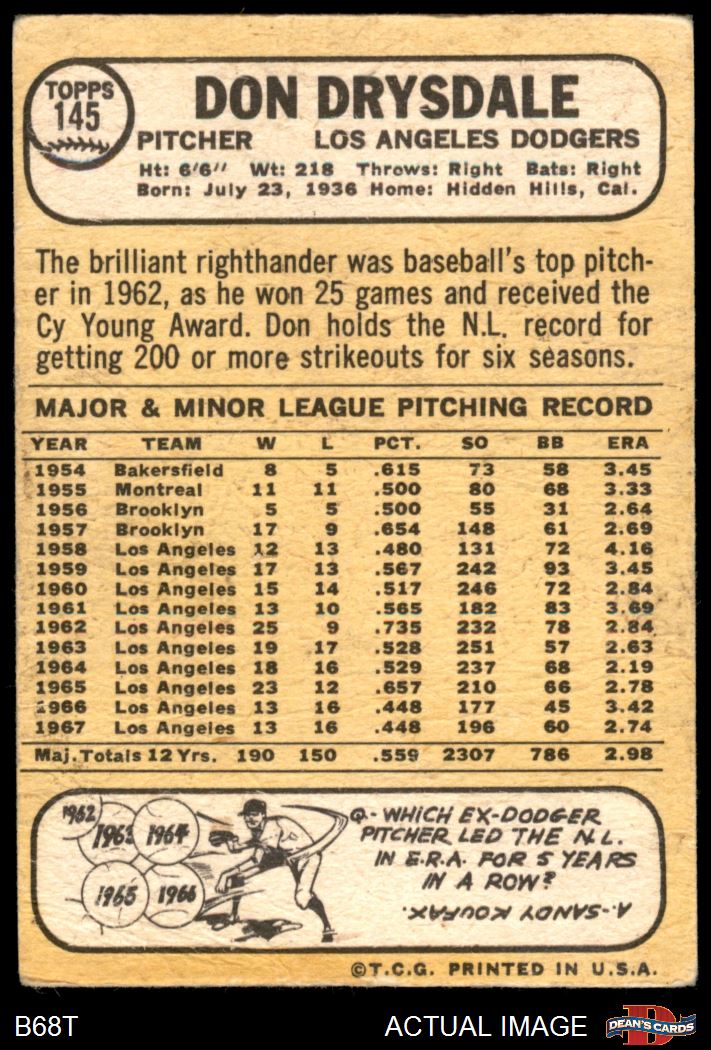 TOPPS
145
DON DRYSDALE
PITCHER LOS ANGELES DODGERS
Ht: 6'6" Wt: 218 Throws: Right Bats: Right
Born: July 23, 1936 Home: Hidden Hills, Cal.
The brilliant righthander was baseball's top pitch-
er in 1962, as he won 25 games and received the
Cy Young Award. Don holds the N.L. record for
getting 200 or more strikeouts for six seasons.
MAJOR & MINOR LEAGUE PITCHING RECORD
YEAR TEAM W L PCT. SO BB ERA
1954 Bakersfield 8 5 .615 73 58 3.45
1955 Montreal 11 11 .500 80 68 3.33
1956 Brooklyn 5 5 .500 55 31 2.64
1957 Brooklyn 17 9 .654 148 61 2.69
1958 Los Angeles 12 13 .480 131 72 4.16
1959 Los Angeles 17 13 .567 242 93 3.45
1960 Los Angeles 15 14 .517 246 72 2.84
1961 Los Angeles 13 10 .565 182 83 3.69
1962 Los Angeles 25 9 .735 232 78 2.84
1963 Los Angeles 19 17 .528 251 57 2.63
1964 Los Angeles 18 16 .529 237 68 2.19
1965 Los Angeles 23 12 .657 210 66 2.78
1966 Los Angeles 13 16 .448 177 45 3.42
1967 Los Angeles 13 16 .448 196 60 2.74
Maj. Totals 12 Yrs. 190 150 .559 2307 786 2.98
1962
1963 1964
1965 1966
Q-WHICH EX-DODGER
PITCHER LED THE N.L.
IN E.R.A. FOR 5 YEARS
IN A ROW?
A-SANDY KOUFAX.
©T.C.G. PRINTED IN U.S.A.
B68T ACTUAL IMAGE
D
DEAN'S CARDS